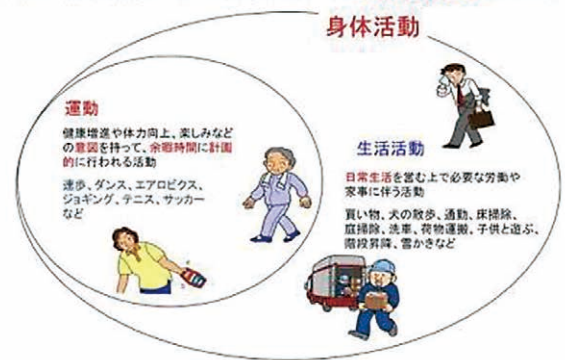 身体活動
運動
健康増進や体力向上、楽しみなど
の意図を持って、余暇時間に計画
的に行われる活動
速歩、ダンス、エアロビクス、
ジョギング、テニス、サッカー
など
生活活動
日常生活を営む上で必要な労働や
家事に伴う活動
買い物、犬の散歩、通勤、床掃除、
庭掃除、洗車、荷物運搬、子供と遊ぶ、
階段昇降、雪かきなど